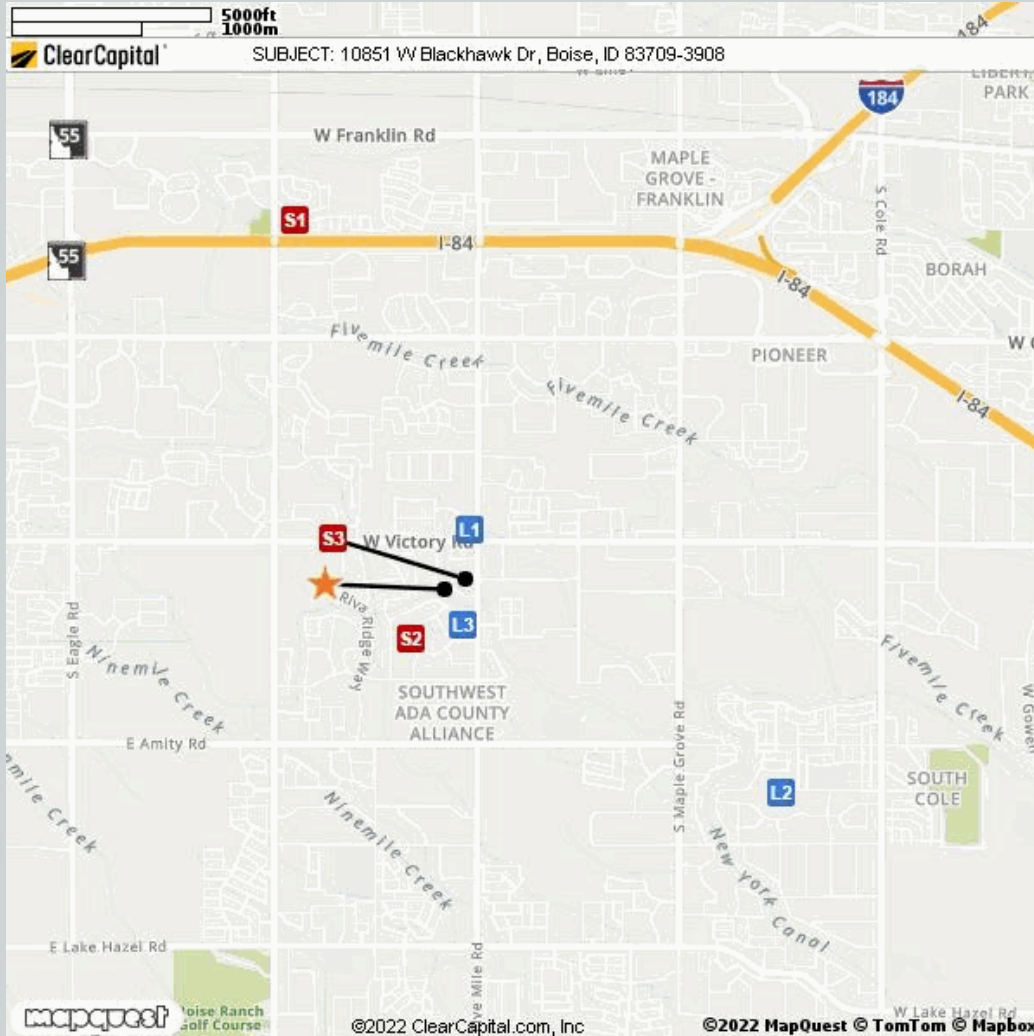 5000ft
1000m
184
ClearCapital
SUBJECT: 10851 W Blackhawk Dr, Boise, ID 83709-3908
LIBERTY
PARK
184
55
W Franklin Rd
MAPLE
GROVE -
FRANKLIN
S Cole Rd
S1
55
I-84
I-84
BORAH
Fivemile Creek
PIONEER
Fivemile Creek
I-84
S3
W Victory Rd
L1
Riva Ridge Way
S2
L3
S Eagle Rd
Ninemile Creek
Fivemile Creek
SOUTHWEST
ADA COUNTY
ALLIANCE
E Amity Rd
S Maple Grove Rd
L2
SOUTH
COLE
Ninemile Creek
New York Canal
E Lake Hazel Rd
mapquest
Boise Ranch
Golf Course
©2022 ClearCapital.com, Inc
W Lake Hazel Rd
©2022 MapQuest © TomTom © Mapbo